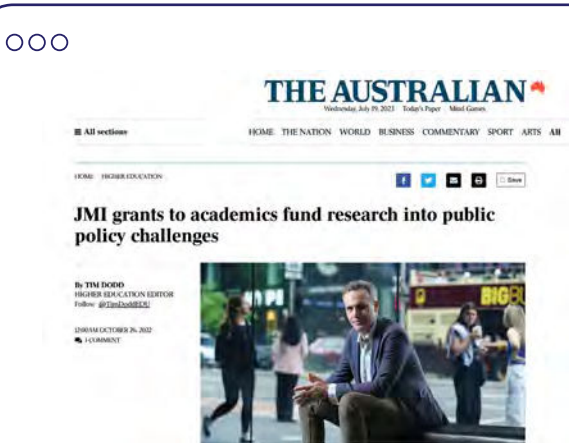 THE AUSTRALIAN
Wednesday, July 19, 2023 Today's Paper Mind Games
All sections
HOME THE NATION WORLD BUSINESS COMMENTARY SPORT ARTS All
HOME HIGHER EDUCATION
f
Save
JMI grants to academics fund research into public
policy challenges
By TIM DODD
HIGHER EDUCATION EDITOR
Follow @TimDoddEDU
12:00AM OCTOBER 26, 2022
1 COMMENT
BIG